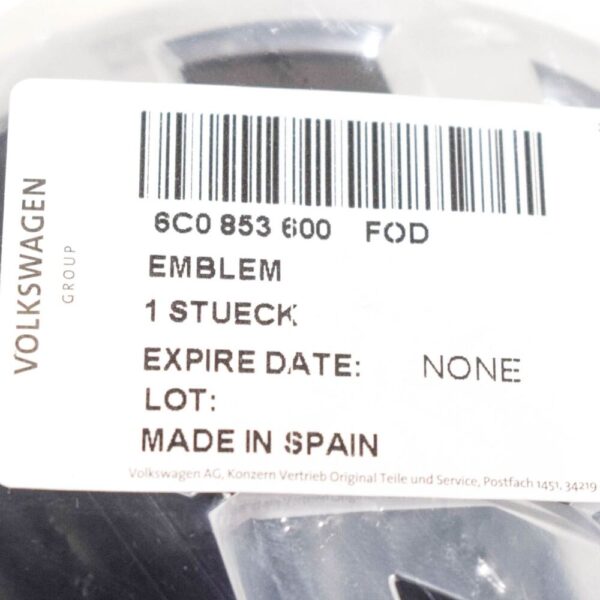 VOLKSWAGEN
GROUP
6C0 853 600 FOD
EMBLEM
1 STUECK
EXPIRE DATE: NONE
LOT:
MADE IN SPAIN
Volkswagen AG, Konzern Vertrieb Original Teile und Service, Postfach 1451, 34219